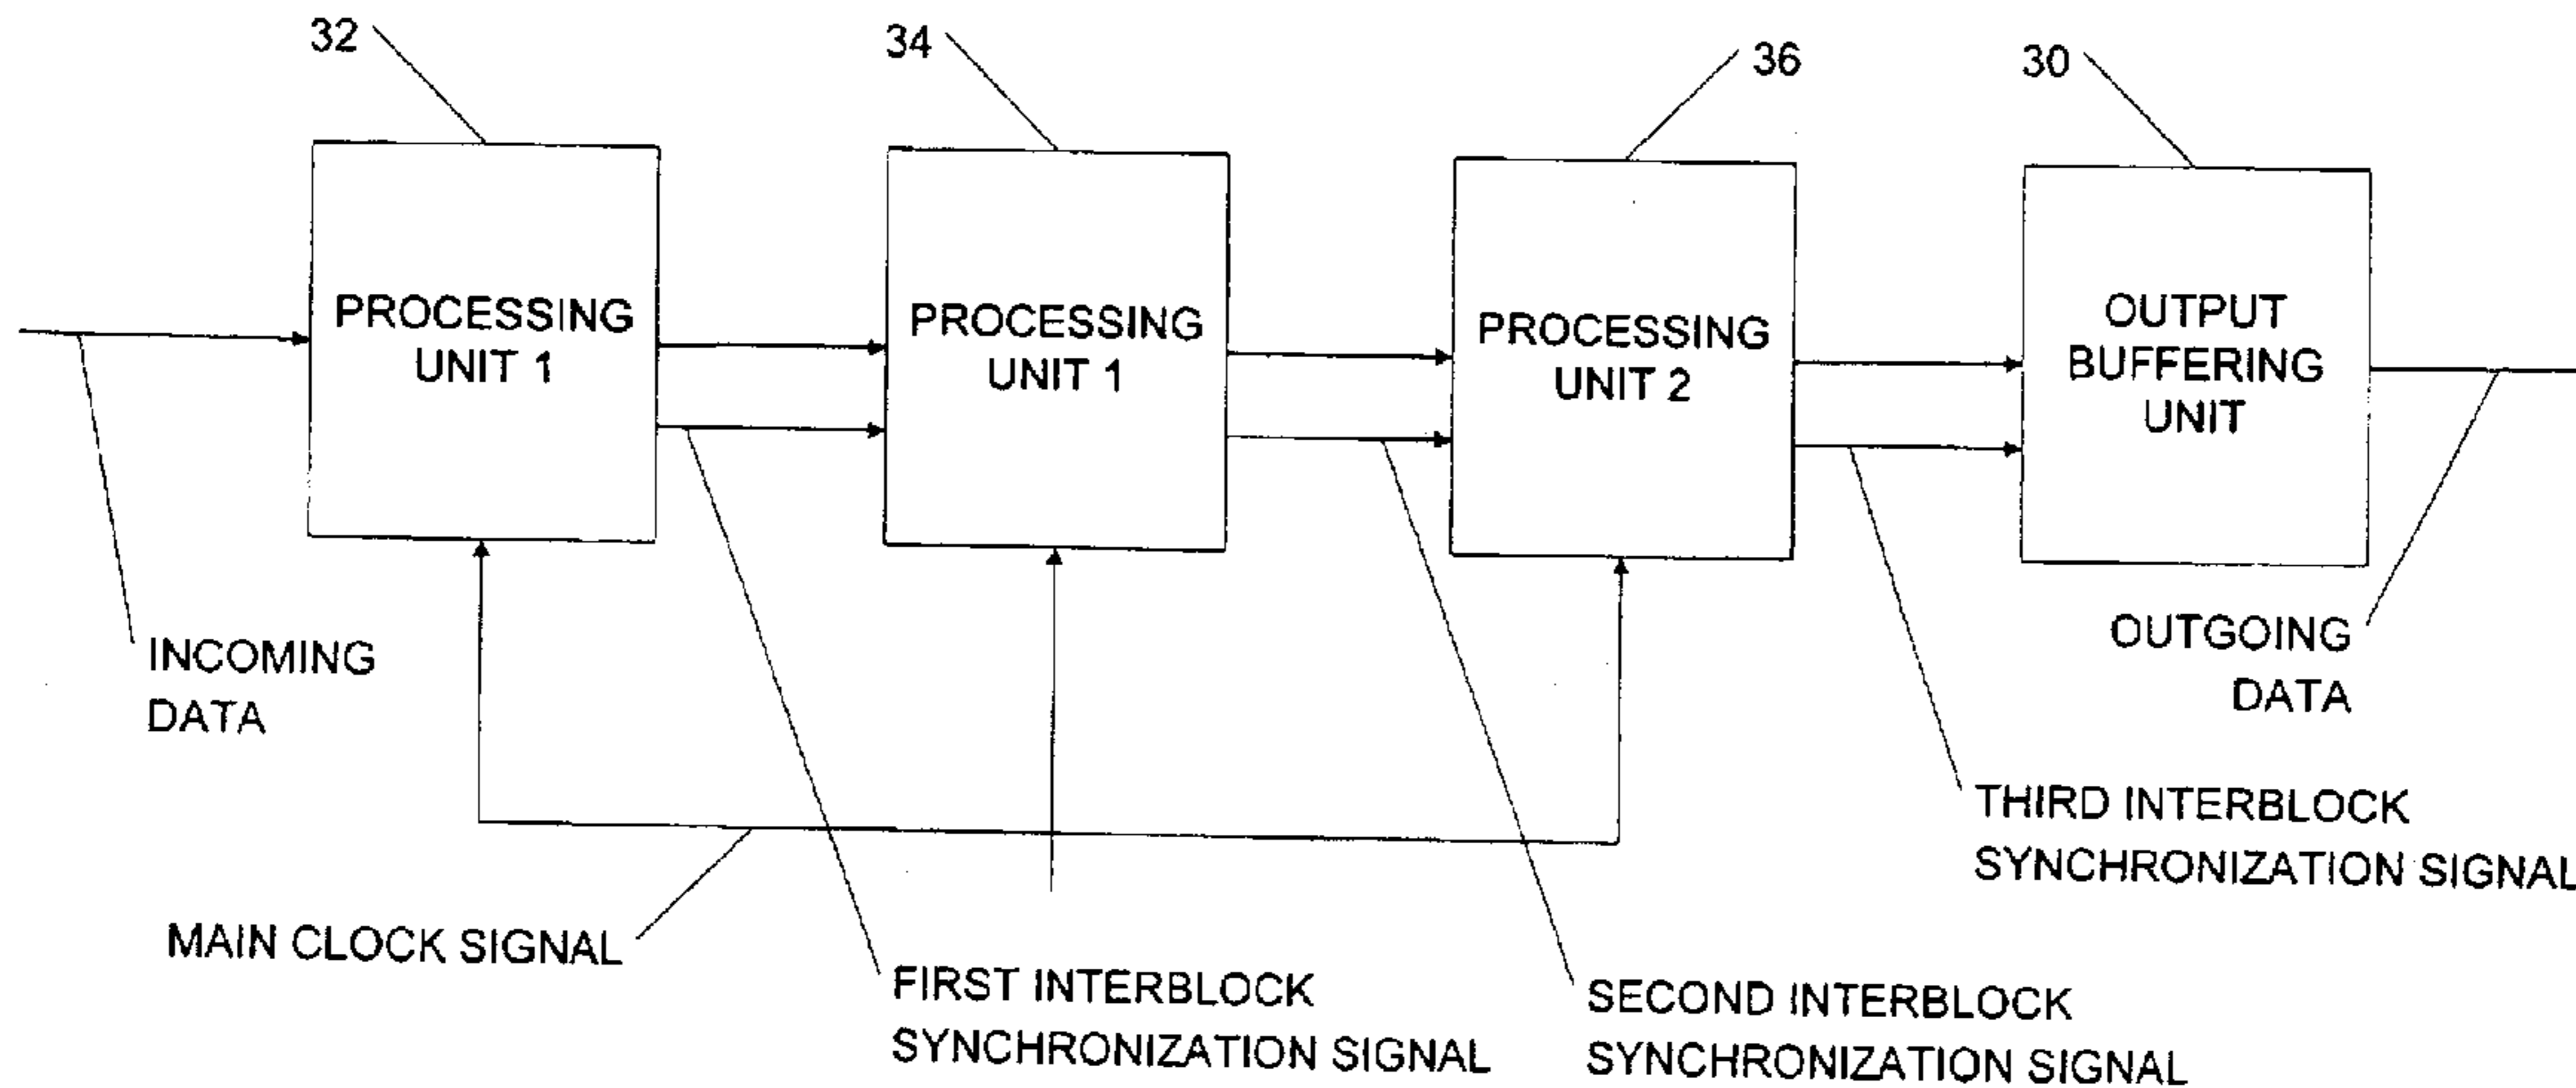 32
34
36
30
PROCESSING
UNIT 1
PROCESSING
UNIT 1
PROCESSING
UNIT 2
OUTPUT
BUFFERING
UNIT
INCOMING
DATA
OUTGOING
DATA
THIRD INTERBLOCK
SYNCHRONIZATION SIGNAL
MAIN CLOCK SIGNAL
FIRST INTERBLOCK
SYNCHRONIZATION SIGNAL
SECOND INTERBLOCK
SYNCHRONIZATION SIGNAL